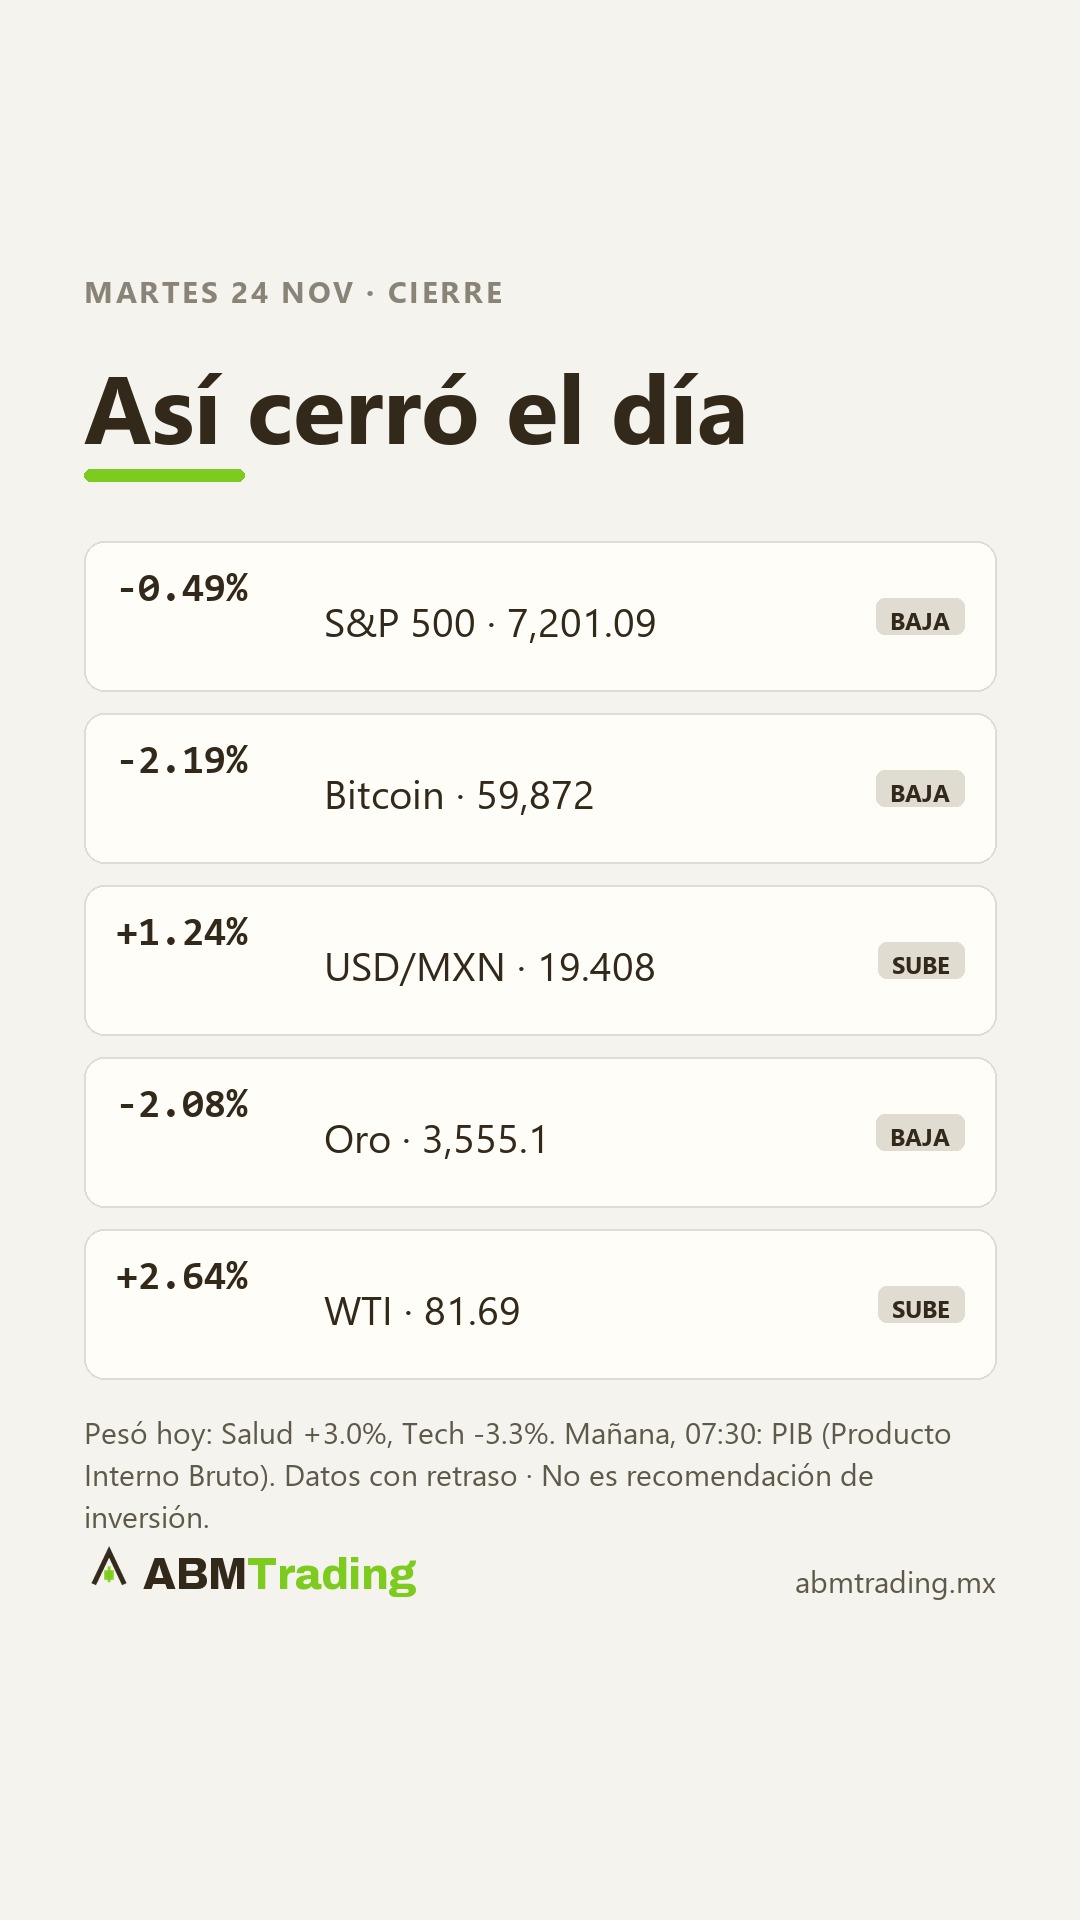 MARTES 24 NOV · CIERRE
Así cerró el día
-0.49%
S&P 500 · 7,201.09
BAJA
-2.19%
Bitcoin · 59,872
BAJA
+1.24%
USD/MXN · 19.408
SUBE
-2.08%
Oro · 3,555.1
BAJA
+2.64%
WTI · 81.69
SUBE
Pesó hoy: Salud +3.0%, Tech -3.3%. Mañana, 07:30: PIB (Producto
Interno Bruto). Datos con retraso · No es recomendación de
inversión.
ABMTrading
abmtrading.mx